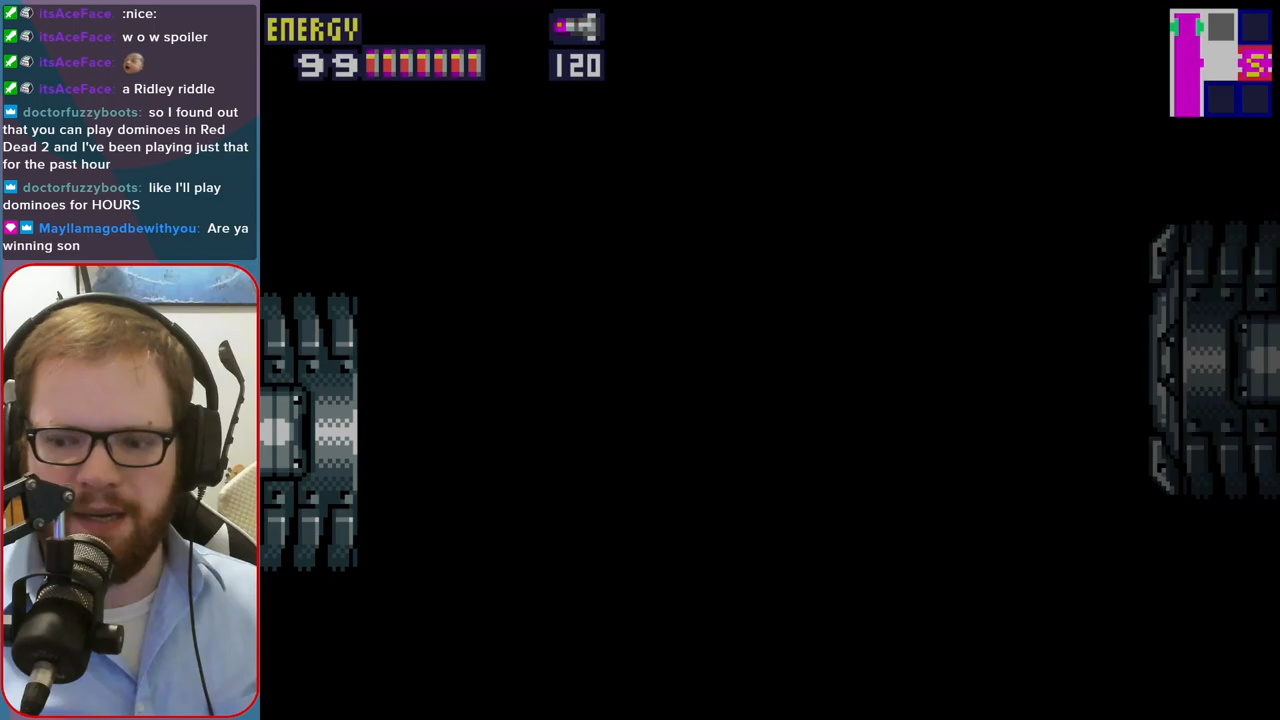 itsAceFace: :nice:
itsAceFace: w o w spoiler
itsAceFace:
itsAceFace: a Ridley riddle
doctorfuzzyboots: so I found out
that you can play dominoes in Red
Dead 2 and I've been playing just that
for the past hour
doctorfuzzyboots: like I'll play
dominoes for HOURS
Mayllamagodbewithyou: Are ya
winning son
ENERGY
99
120
S